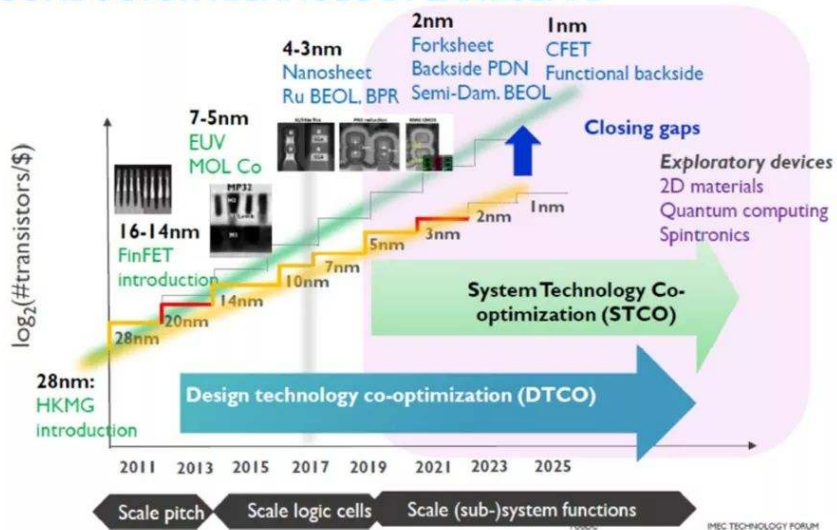 2nm
Forksheet
Backside PDN
Semi-Dam. BEOL
1nm
CFET
Functional backside
4-3nm
Nanosheet
Ru BEOL, BPR
7-5nm
EUV
MOL Co
MP32
Closing gaps
Exploratory devices
2D materials
Quantum computing
Spintronics
16-14nm
FinFET
introduction
log2(#transistors/$)
28nm
20nm
14nm
10nm
7nm
5nm
3nm
2nm
1nm
System Technology Co-
optimization (STCO)
28nm:
HKMG
introduction
Design technology co-optimization (DTCO)
2011 2013 2015 2017 2019 2021 2023 2025
Scale pitch Scale logic cells Scale (sub-)system functions
IMEC TECHNOLOGY FORUM